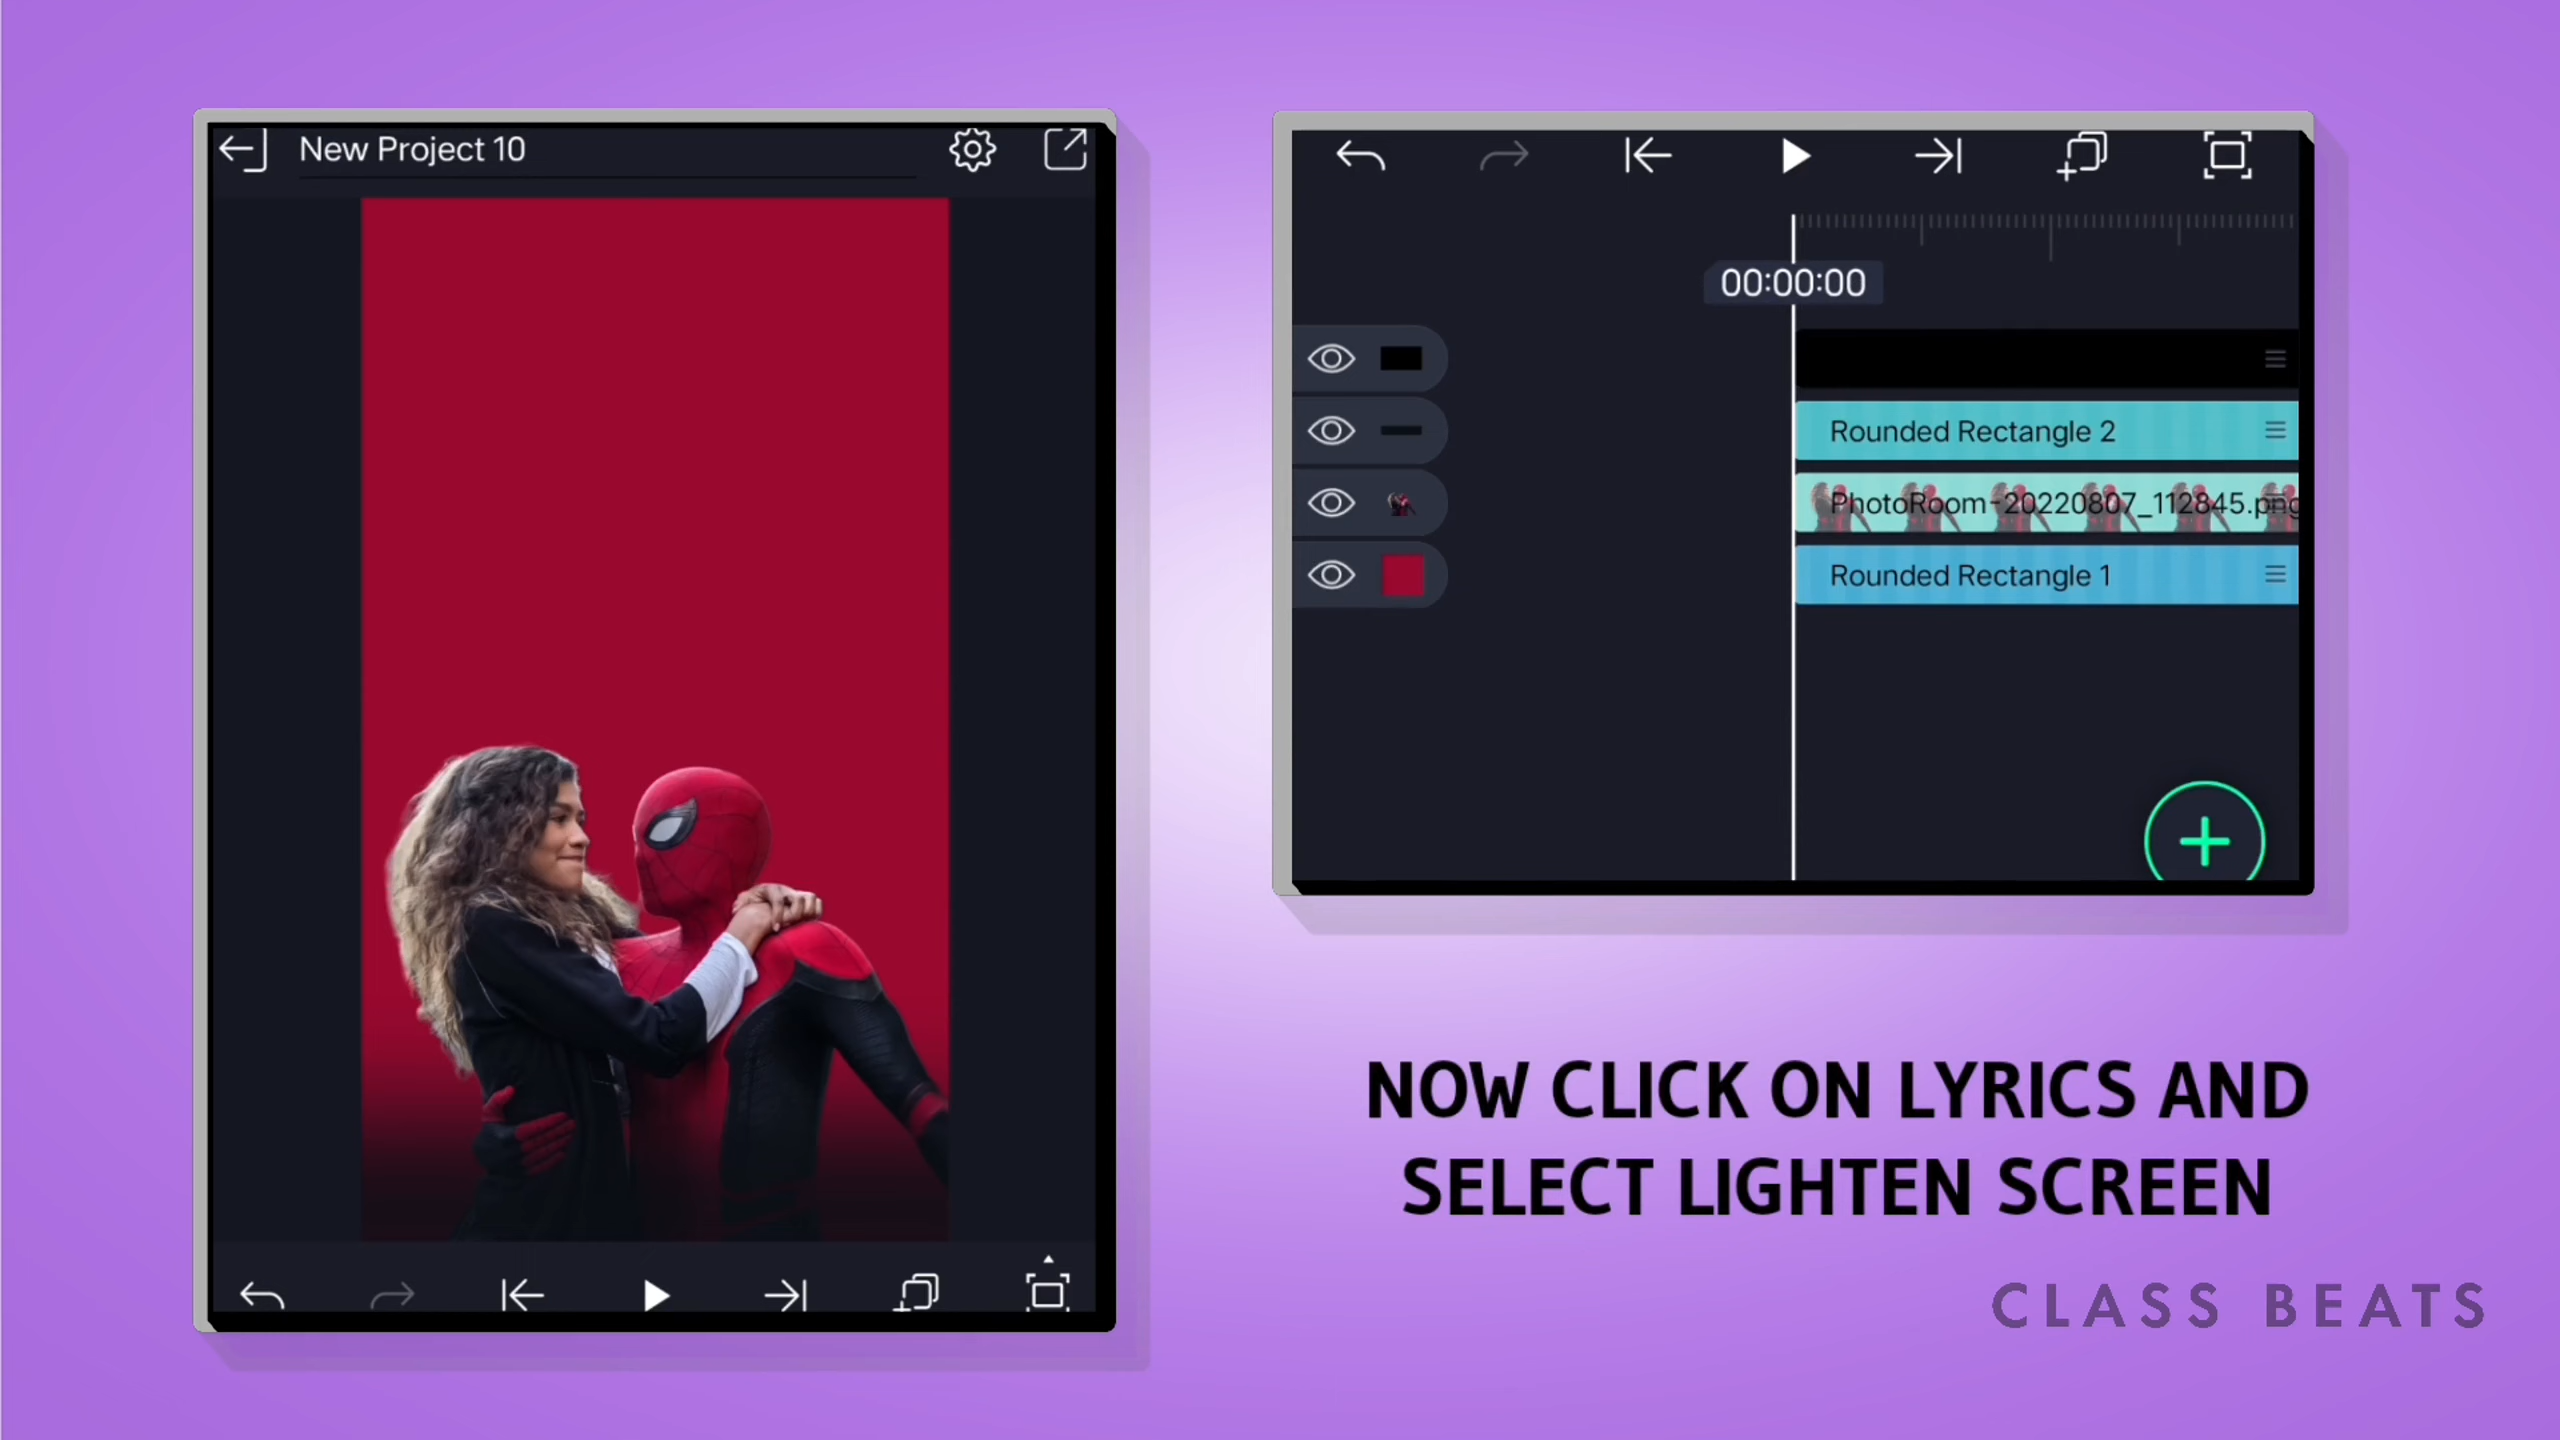 New Project 10
00:00:00
Rounded Rectangle 2
PhotoRoom-20220807_112845.png
Rounded Rectangle 1
NOW CLICK ON LYRICS AND
SELECT LIGHTEN SCREEN
CLASS BEATS